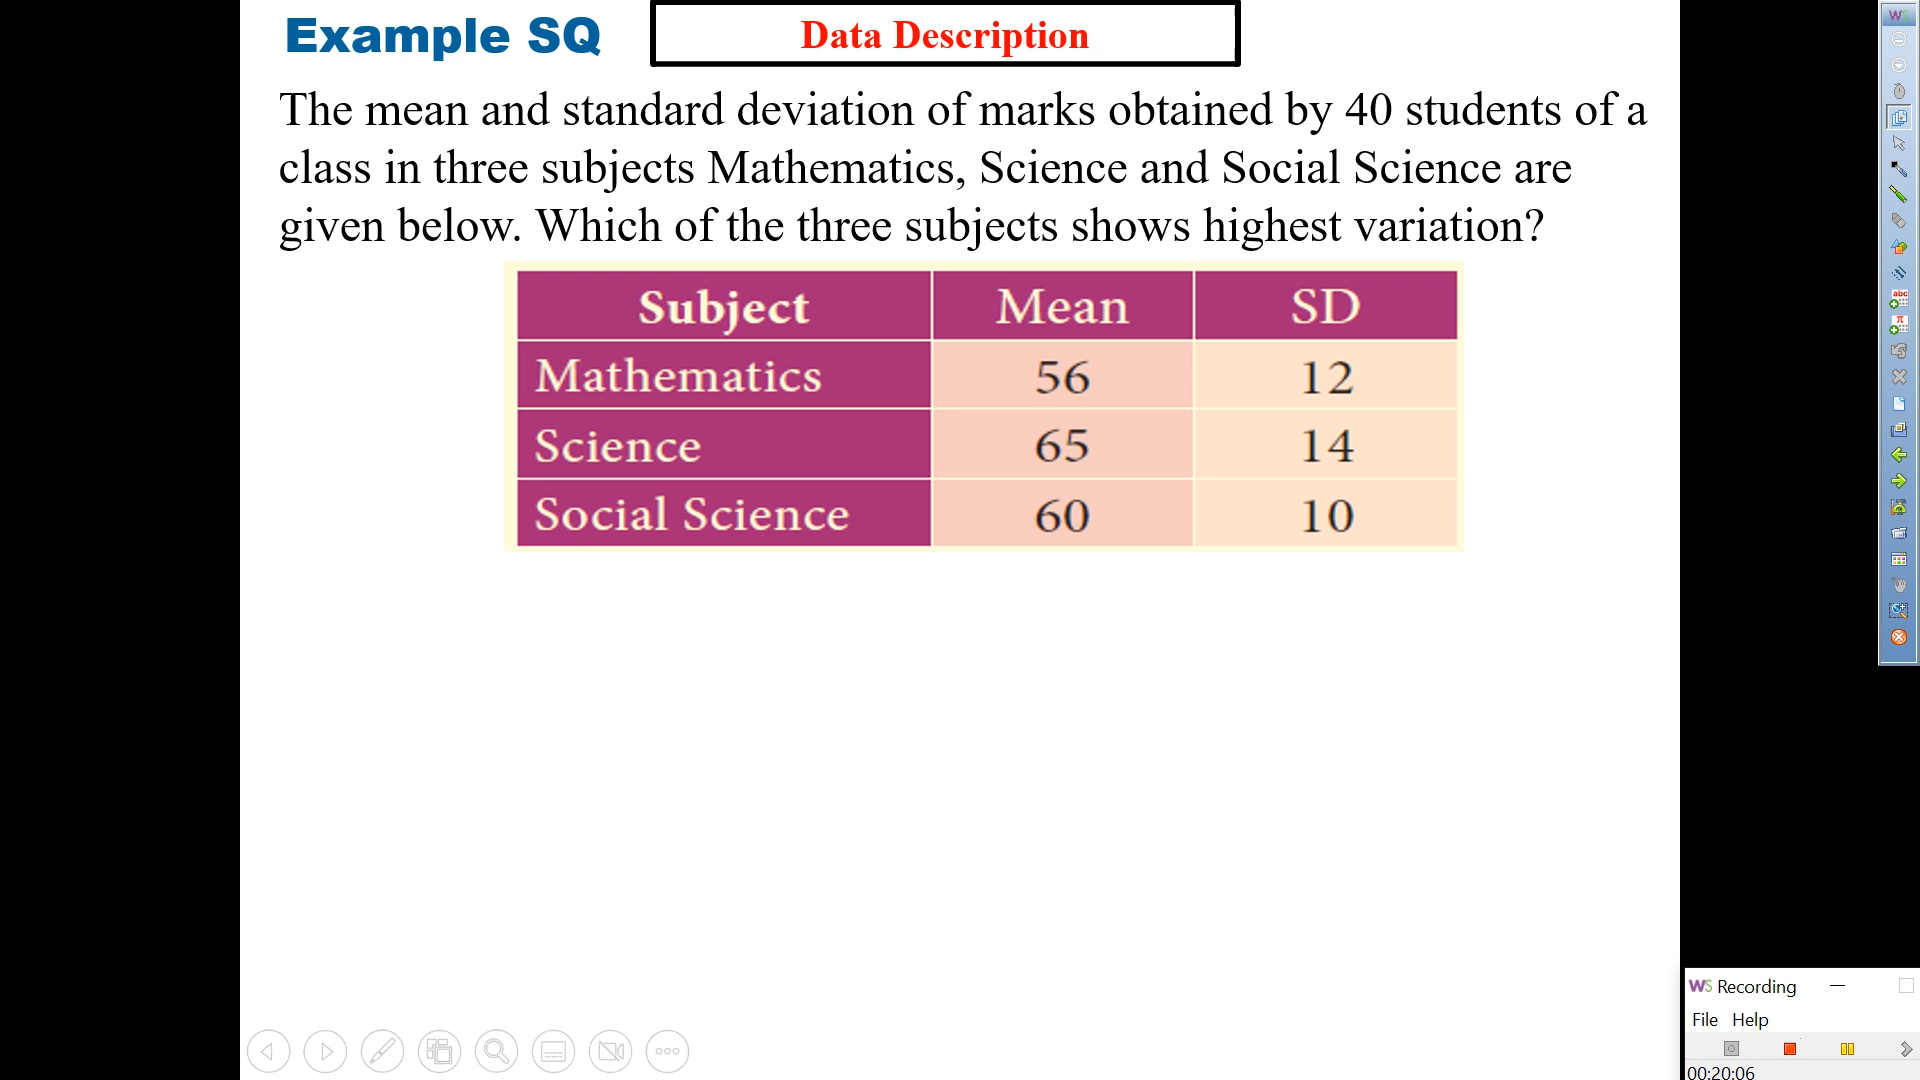 Example SQ
Data Description
The mean and standard deviation of marks obtained by 40 students of a
class in three subjects Mathematics, Science and Social Science are
given below. Which of the three subjects shows highest variation?
Subject Mean SD
Mathematics 56 12
Science 65 14
Social Science 60 10
WS
abc
π
WS Recording
File Help
00:20:06